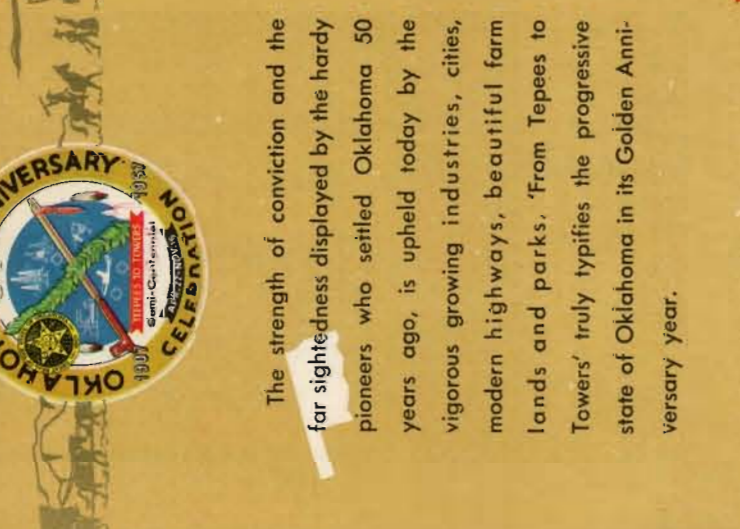 OKLAHO
IVERSARY
TEPEES TO TOWERS
Semi-Centennial
1907
1957
CELEBRATION
The strength of conviction and the
far sightedness displayed by the hardy
pioneers who settled Oklahoma 50
years ago, is upheld today by the
vigorous growing industries, cities,
modern highways, beautiful farm
lands and parks. 'From Tepees to
Towers' truly typifies the progressive
state of Oklahoma in its Golden Anni-
versary year.